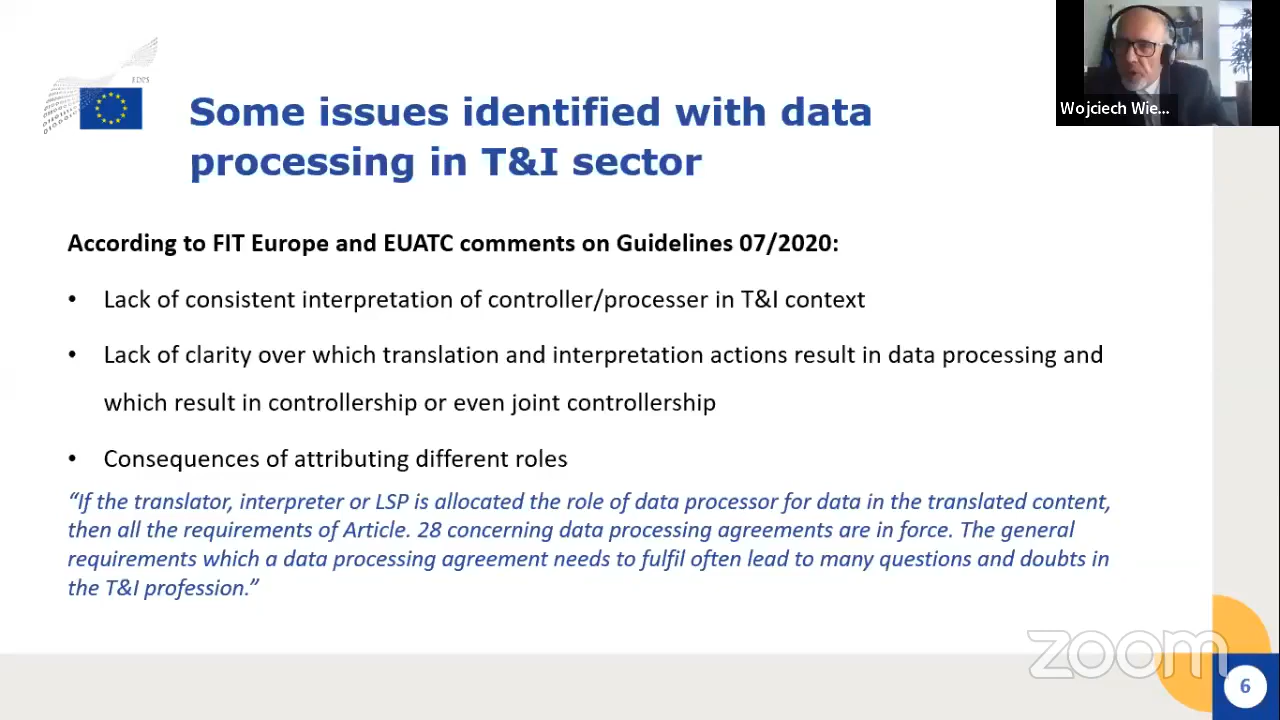 EDPS
Wojciech Wie...
Some issues identified with data
processing in T&I sector
According to FIT Europe and EUATC comments on Guidelines 07/2020:
• Lack of consistent interpretation of controller/processer in T&I context
• Lack of clarity over which translation and interpretation actions result in data processing and
which result in controllership or even joint controllership
• Consequences of attributing different roles
“If the translator, interpreter or LSP is allocated the role of data processor for data in the translated content,
then all the requirements of Article. 28 concerning data processing agreements are in force. The general
requirements which a data processing agreement needs to fulfil often lead to many questions and doubts in
the T&I profession.”
zoom
6